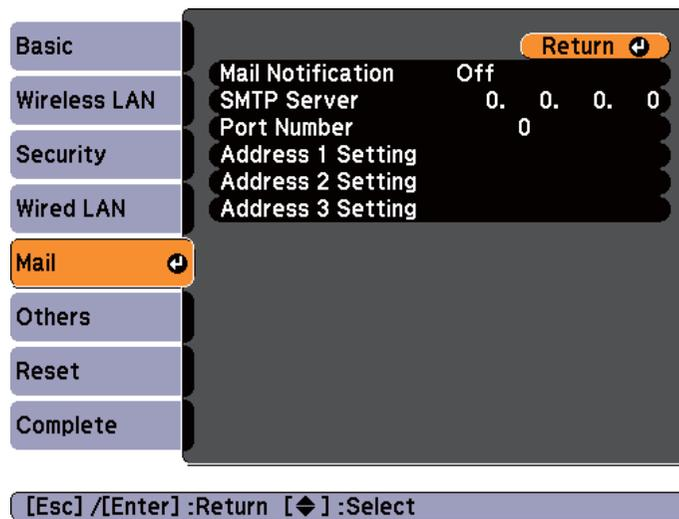 Basic
Wireless LAN
Security
Wired LAN
Mail
Others
Reset
Complete
Return
Mail Notification Off
SMTP Server 0. 0. 0. 0
Port Number 0
Address 1 Setting
Address 2 Setting
Address 3 Setting
[Esc] /[Enter] :Return [◆] :Select